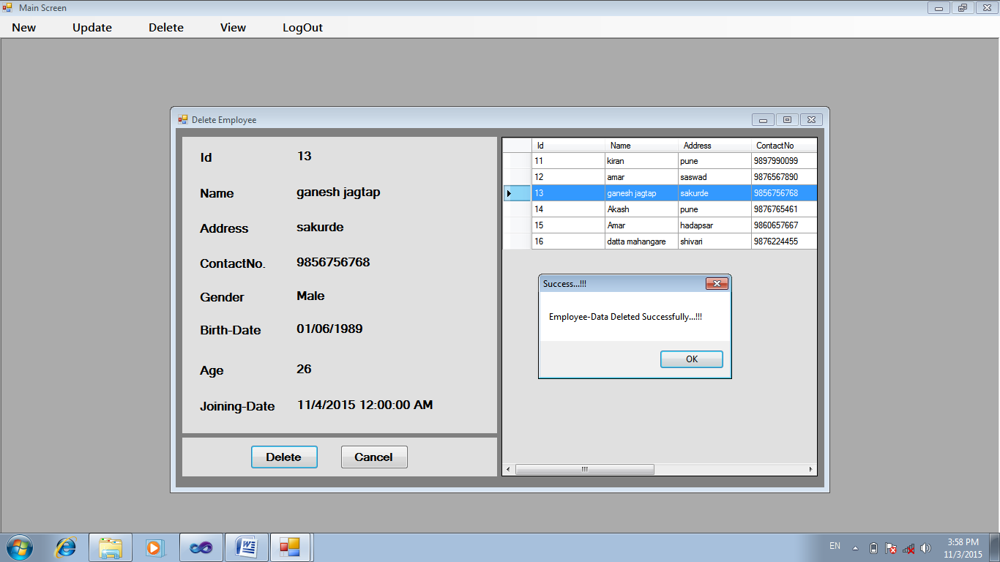 Main Screen
New Update Delete View LogOut
Delete Employee
Id 13
Name ganesh jagtap
Address sakurde
ContactNo. 9856756768
Gender Male
Birth-Date 01/06/1989
Age 26
Joining-Date 11/4/2015 12:00:00 AM
Delete Cancel
Id Name Address ContactNo
11 kiran pune 9897990099
12 amar saswad 9876567890
13 ganesh jagtap sakurde 9856756768
14 Akash pune 9876765461
15 Amar hadapsar 9860657667
16 datta mahangare shivari 9876224455
Success...!!!
Employee-Data Deleted Successfully...!!!
OK
EN
3:58 PM
11/3/2015